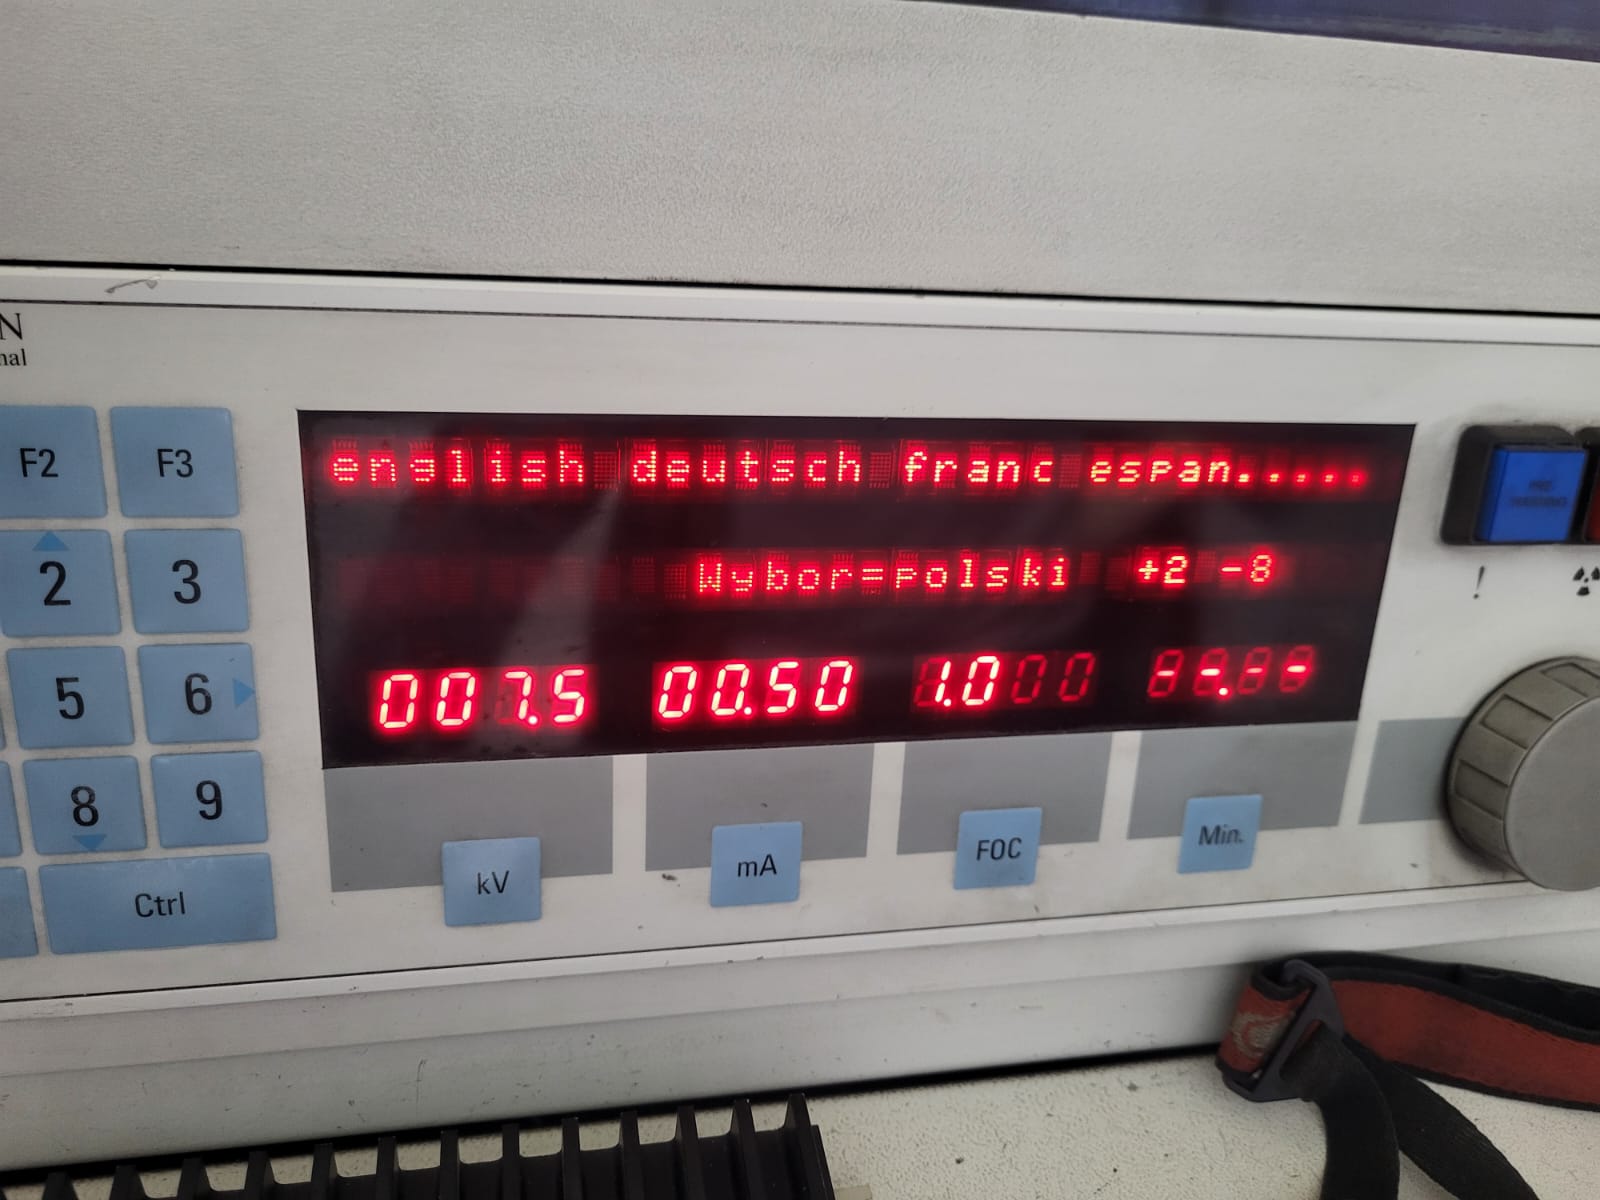 N
nal
F2 F3
english deutsch franc espan.....
Wybor=polski +2 -8
2 3
007.5 00.50 1.0 --.--
5 6
8 9
kV mA FOC Min.
Ctrl
!